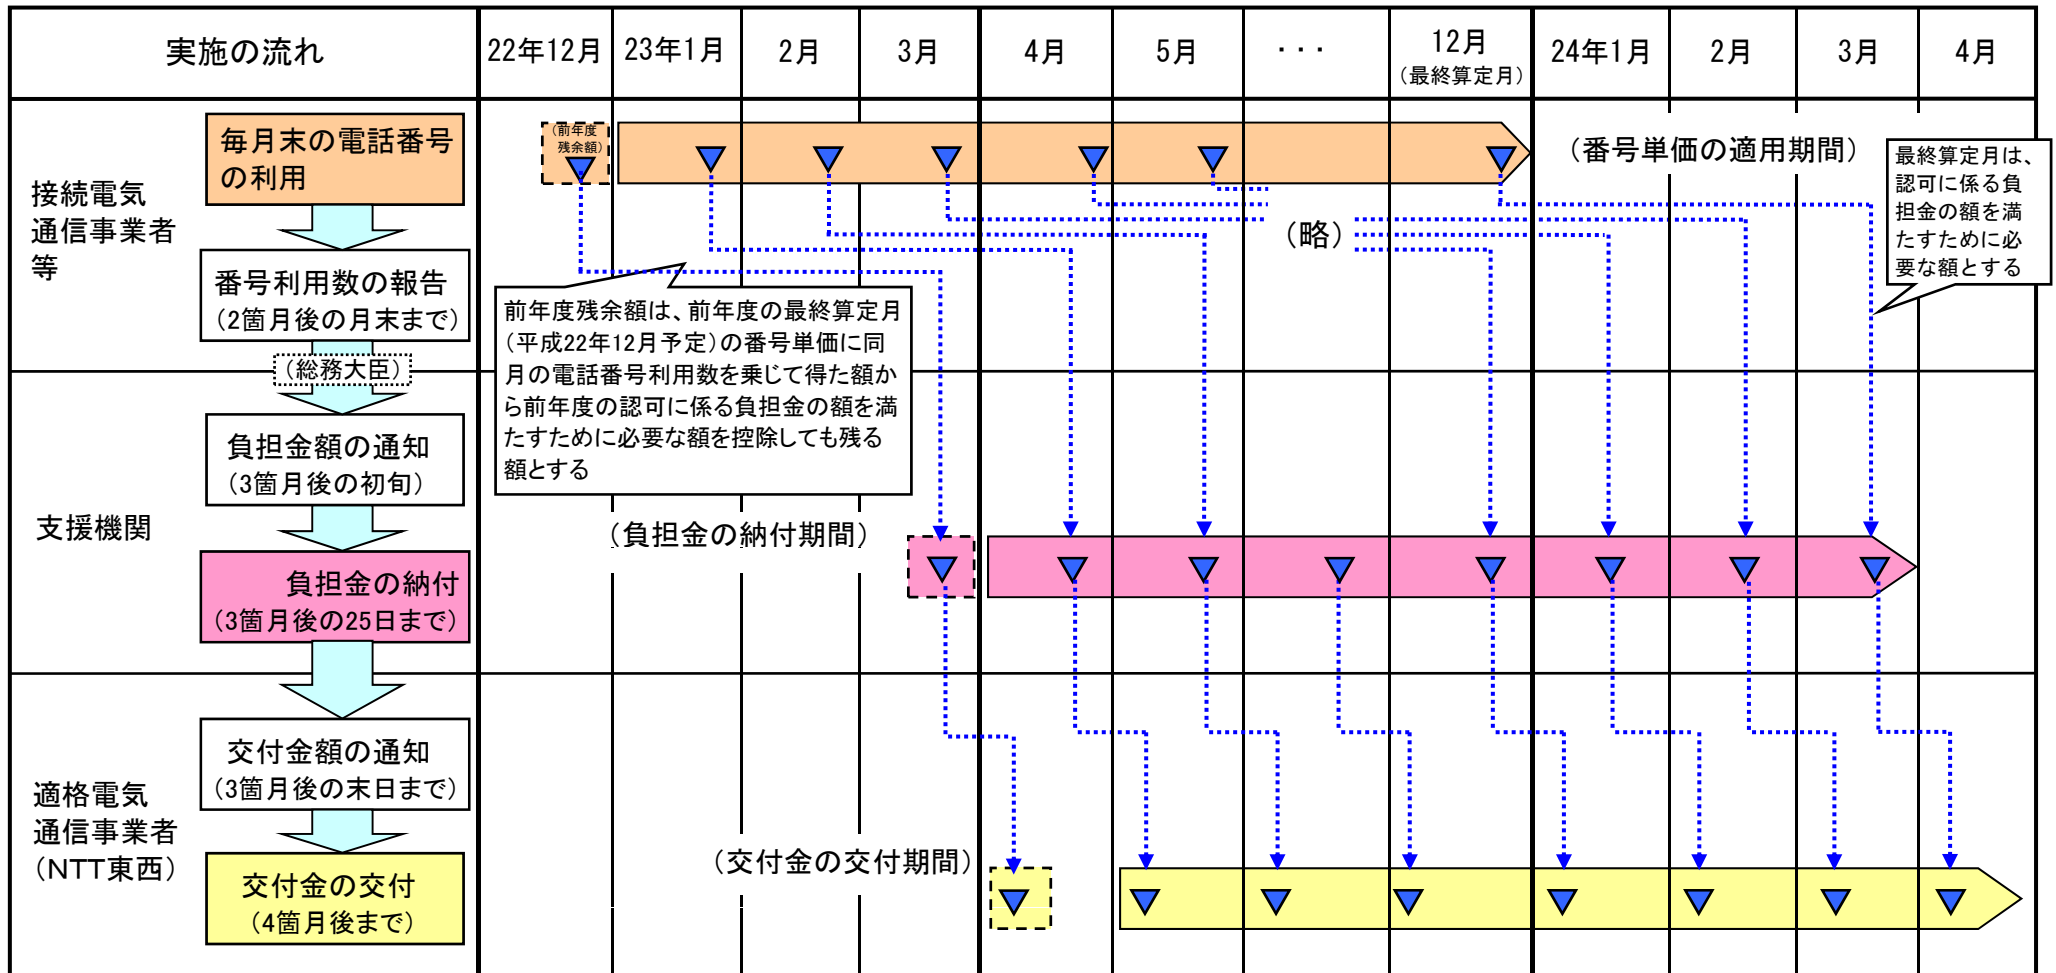 実施の流れ
22年12月
23年1月
2月
3月
4月
5月
・・・
12月
（最終算定月）
24年1月
2月
3月
4月
接続電気
通信事業者
等
毎月末の電話番号
の利用
番号利用数の報告
（2箇月後の月末まで）
（総務大臣）
（前年度
残余額）
（番号単価の適用期間）
最終算定月は、
認可に係る負
担金の額を満
たすために必
要な額とする
（略）
前年度残余額は、前年度の最終算定月
（平成22年12月予定）の番号単価に同
月の電話番号利用数を乗じて得た額か
ら前年度の認可に係る負担金の額を満
たすために必要な額を控除しても残る
額とする
支援機関
負担金額の通知
（3箇月後の初旬）
負担金の納付
（3箇月後の25日まで）
（負担金の納付期間）
適格電気
通信事業者
（NTT東西）
交付金額の通知
（3箇月後の末日まで）
交付金の交付
（4箇月後まで）
（交付金の交付期間）